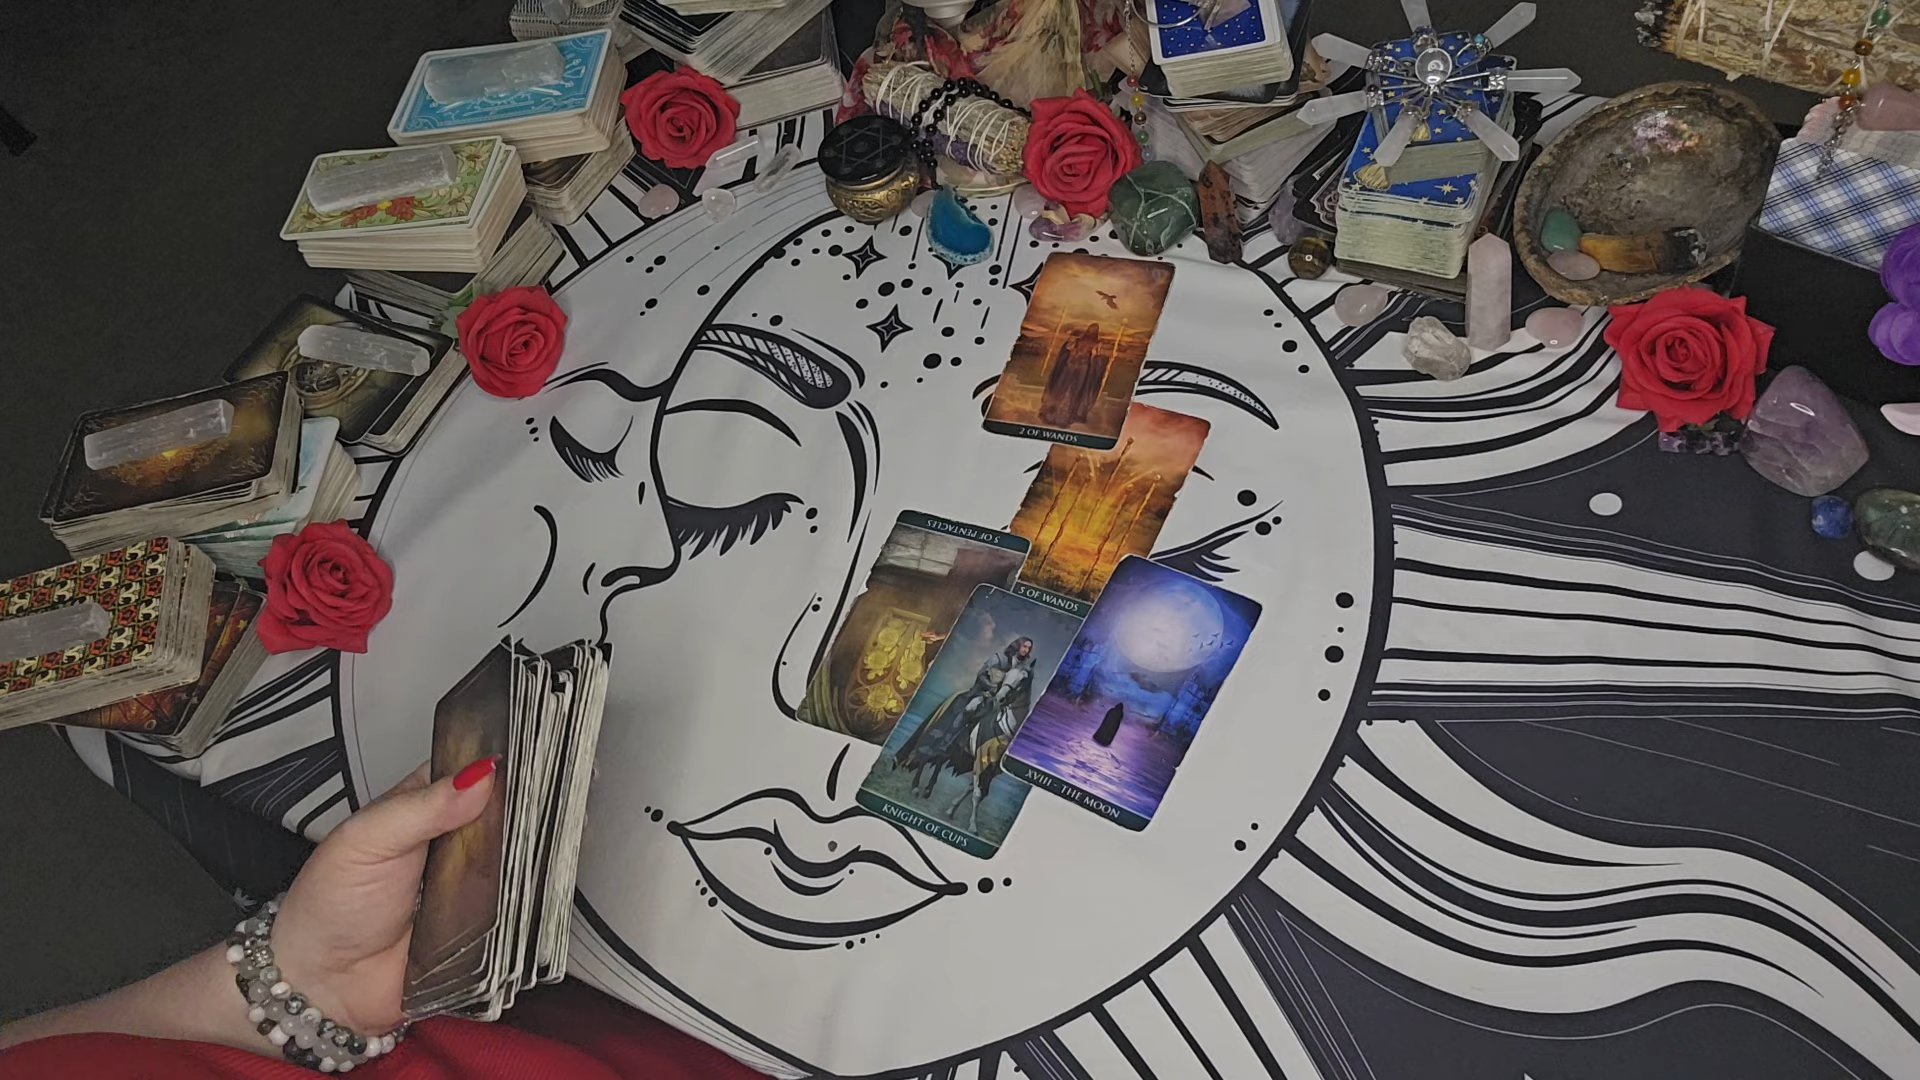 2 OF WANDS
5 OF WANDS
5 OF PENTACLES
KNIGHT OF CUPS
XVIII - THE MOON